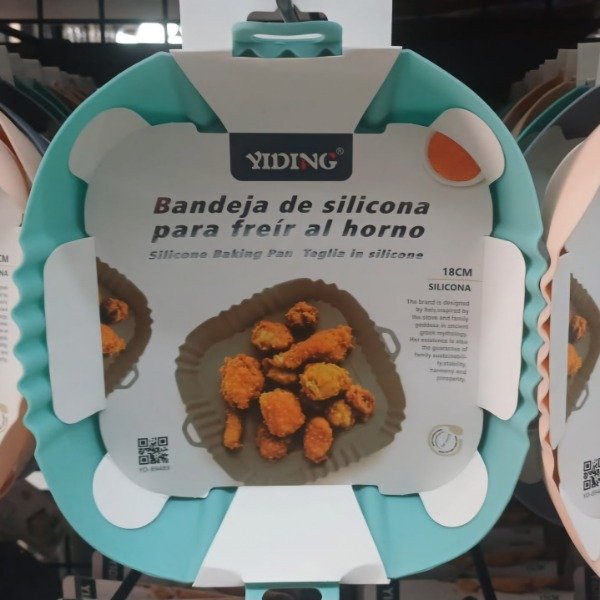 YIDING®
Bandeja de silicona
para freír al horno
Silicone Baking Pan Teglia in silicone
18CM
SILICONA
The brand is designed
by Italy,inspired by
the stove and family
goddess in ancient
greek mythology.
Her existence is also
the guarantee of
family sustainabili-
ty,stability,
harmony and
prosperity.